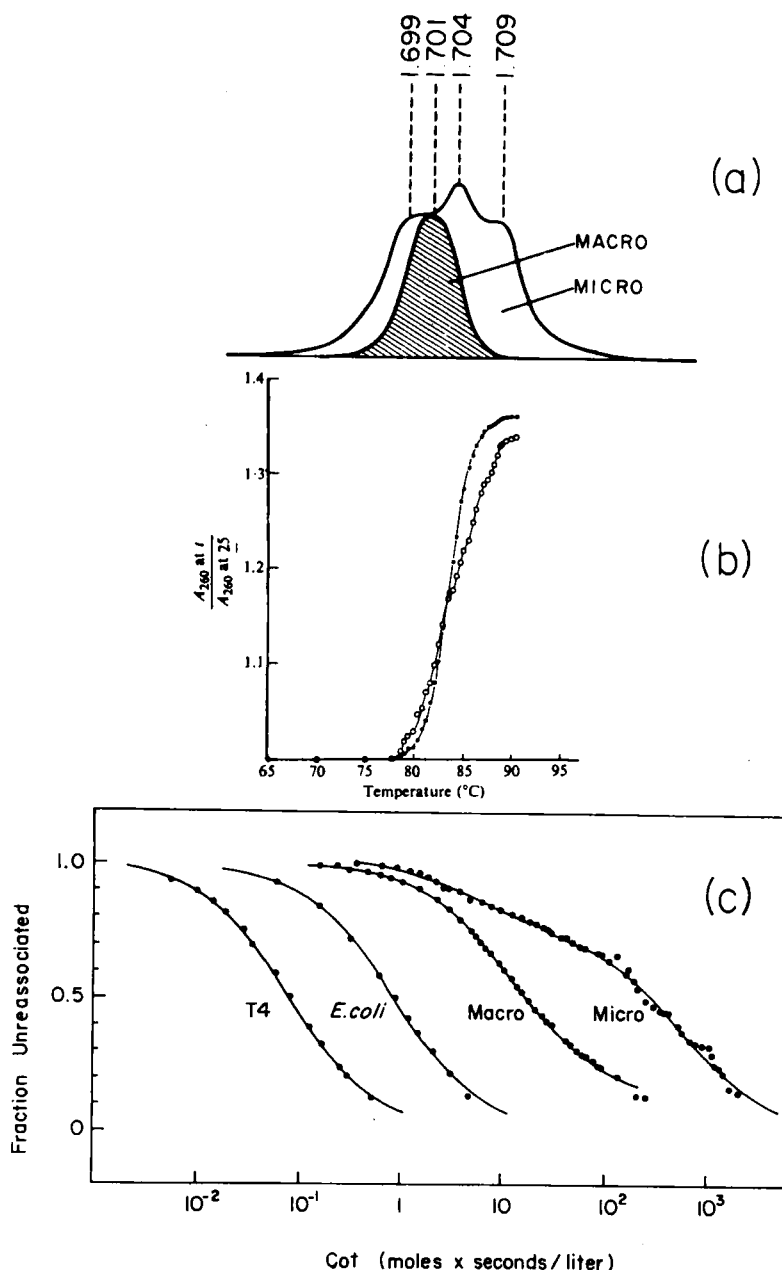 1.699
1.701
1.704
1.709
(a)
MACRO
MICRO
1.4
1.3
1.2
1.1
A260 at t
A260 at 25
65 70 75 80 85 90 95
Temperature (°C)
(b)
1.0
0.5
0
Fraction Unreassociated
T4
E.coli
Macro
Micro
(c)
10⁻² 10⁻¹ 1 10 10² 10³
Cot (moles x seconds/liter)